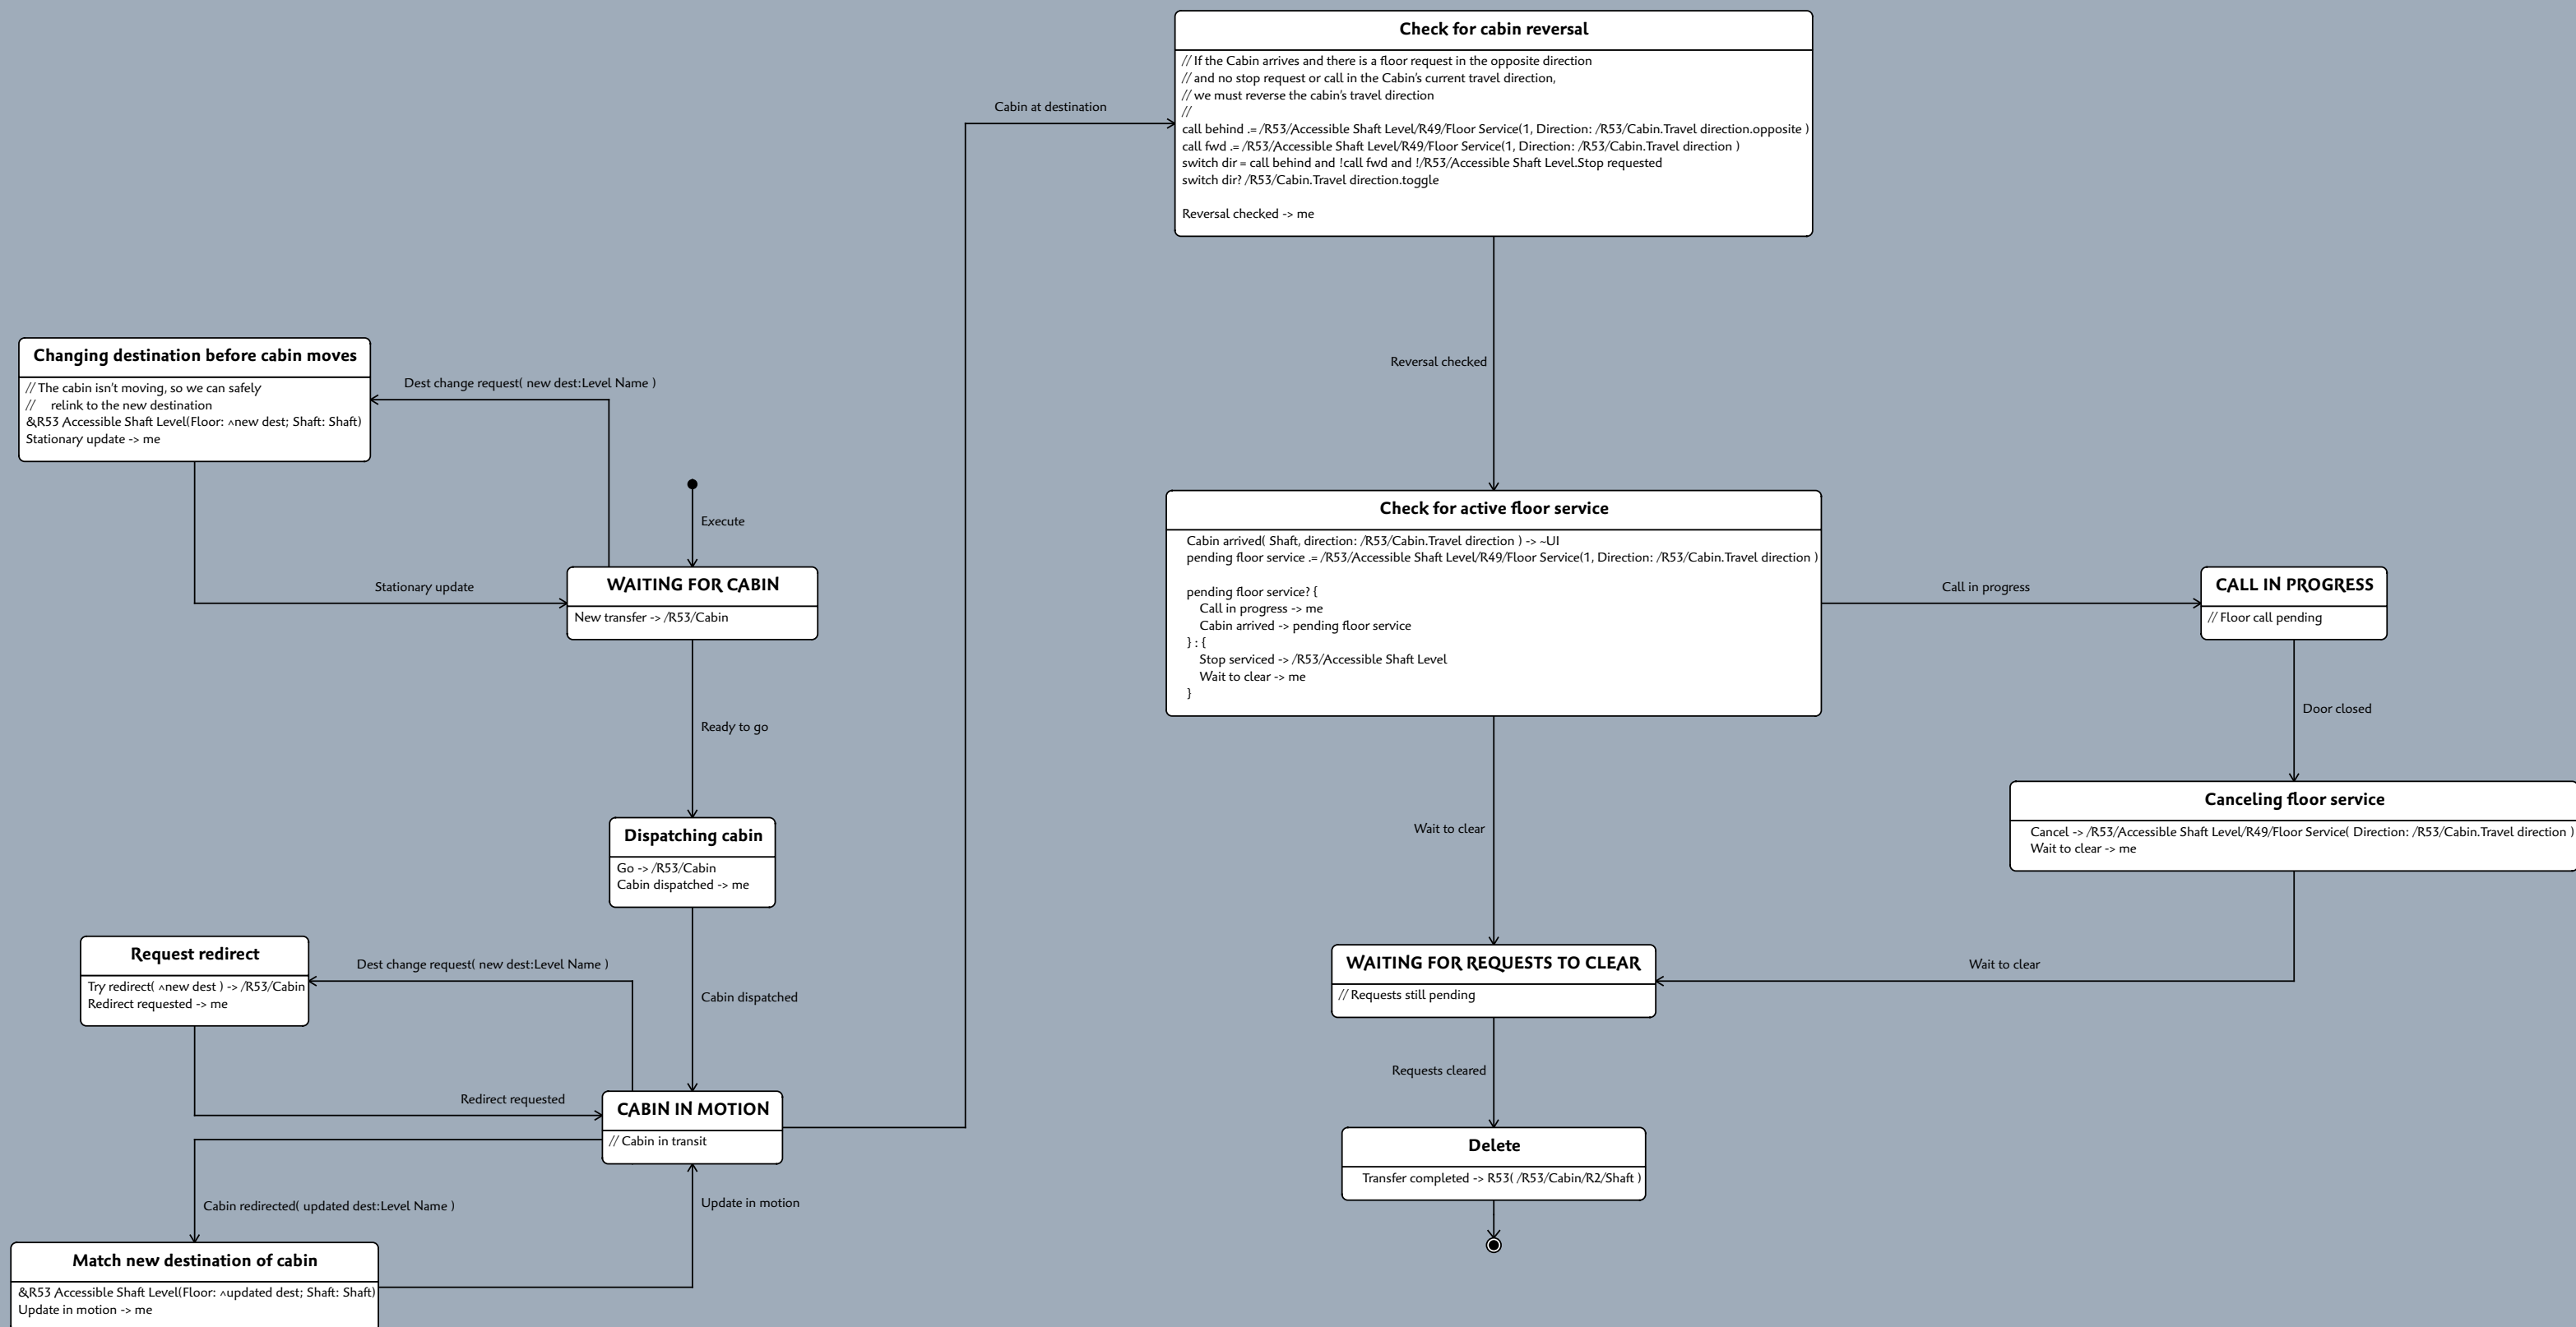 Check for cabin reversal
// If the Cabin arrives and there is a floor request in the opposite direction
// and no stop request or call in the Cabin's current travel direction,
// we must reverse the cabin's travel direction
//
call behind .= /R53/Accessible Shaft Level/R49/Floor Service(1, Direction: /R53/Cabin.Travel direction.opposite )
call fwd .= /R53/Accessible Shaft Level/R49/Floor Service(1, Direction: /R53/Cabin.Travel direction )
switch dir = call behind and !call fwd and !/R53/Accessible Shaft Level.Stop requested
switch dir? /R53/Cabin.Travel direction.toggle
Reversal checked -> me
Cabin at destination
Reversal checked
Changing destination before cabin moves
// The cabin isn't moving, so we can safely
// relink to the new destination
&R53 Accessible Shaft Level(Floor: ^new dest; Shaft: Shaft)
Stationary update -> me
Dest change request( new dest:Level Name )
Execute
Stationary update
WAITING FOR CABIN
New transfer -> /R53/Cabin
Ready to go
Check for active floor service
Cabin arrived( Shaft, direction: /R53/Cabin.Travel direction ) -> ~UI
pending floor service .= /R53/Accessible Shaft Level/R49/Floor Service(1, Direction: /R53/Cabin.Travel direction )
pending floor service? {
Call in progress -> me
Cabin arrived -> pending floor service
} : {
Stop serviced -> /R53/Accessible Shaft Level
Wait to clear -> me
}
Call in progress
CALL IN PROGRESS
// Floor call pending
Door closed
Canceling floor service
Cancel -> /R53/Accessible Shaft Level/R49/Floor Service( Direction: /R53/Cabin.Travel direction )
Wait to clear -> me
Wait to clear
Dispatching cabin
Go -> /R53/Cabin
Cabin dispatched -> me
Cabin dispatched
Request redirect
Try redirect( ^new dest ) -> /R53/Cabin
Redirect requested -> me
Dest change request( new dest:Level Name )
Redirect requested
CABIN IN MOTION
// Cabin in transit
WAITING FOR REQUESTS TO CLEAR
// Requests still pending
Wait to clear
Requests cleared
Delete
Transfer completed -> R53( /R53/Cabin/R2/Shaft )
Cabin redirected( updated dest:Level Name )
Update in motion
Match new destination of cabin
&R53 Accessible Shaft Level(Floor: ^updated dest; Shaft: Shaft)
Update in motion -> me